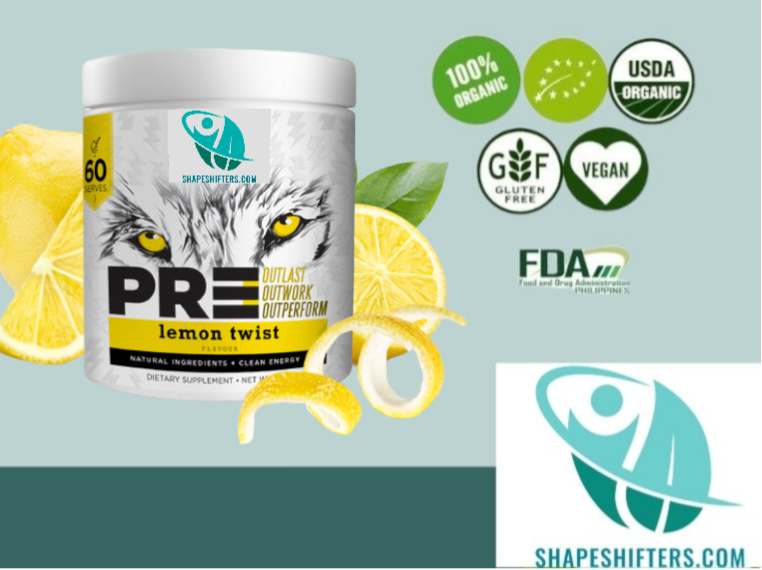 60
SERVES
SHAPESHIFTERS.COM
PRE
OUTLAST
OUTWORK
OUTPERFORM
lemon twist
FLAVOUR
NATURAL INGREDIENTS • CLEAN ENERGY
DIETARY SUPPLEMENT • NET
100%
ORGANIC
USDA
ORGANIC
GF
GLUTEN
FREE
VEGAN
FDA
Food and Drug Administration
PHILIPPINES
SHAPESHIFTERS.COM